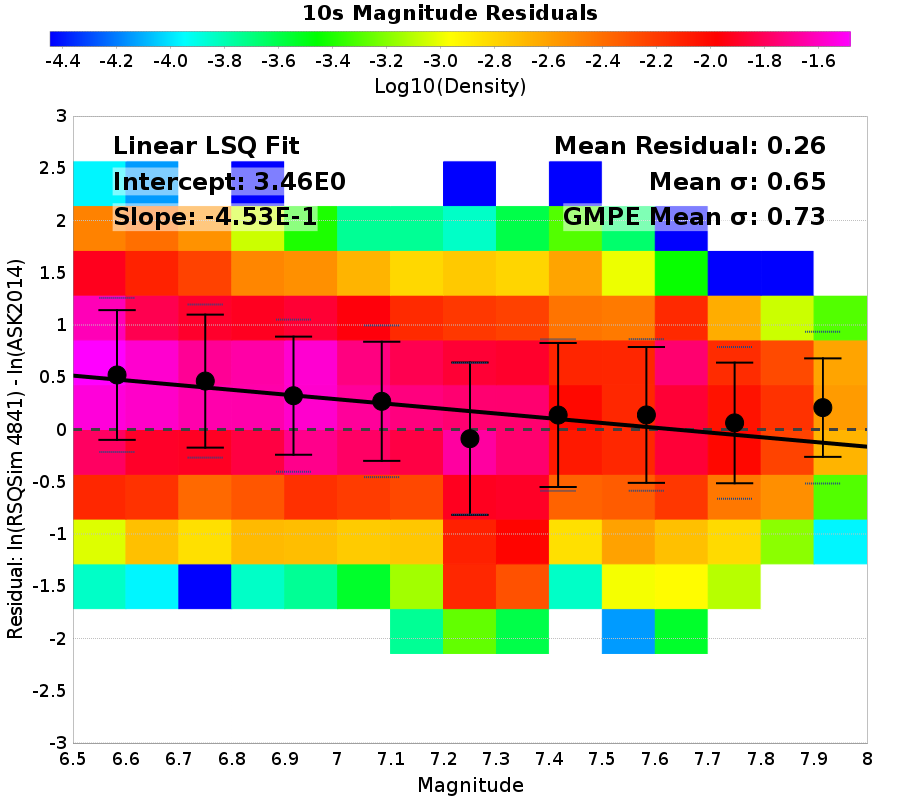 10s Magnitude Residuals
-4.4 -4.2 -4.0 -3.8 -3.6 -3.4 -3.2 -3.0 -2.8 -2.6 -2.4 -2.2 -2.0 -1.8 -1.6
Log10(Density)
Linear LSQ Fit
Intercept: 3.46E0
Slope: -4.53E-1
Mean Residual: 0.26
Mean σ: 0.65
GMPE Mean σ: 0.73
Residual: ln(RSQSim 4841) - ln(ASK2014)
3
2.5
2
1.5
1
0.5
0
-0.5
-1
-1.5
-2
-2.5
-3
6.5 6.6 6.7 6.8 6.9 7 7.1 7.2 7.3 7.4 7.5 7.6 7.7 7.8 7.9 8
Magnitude